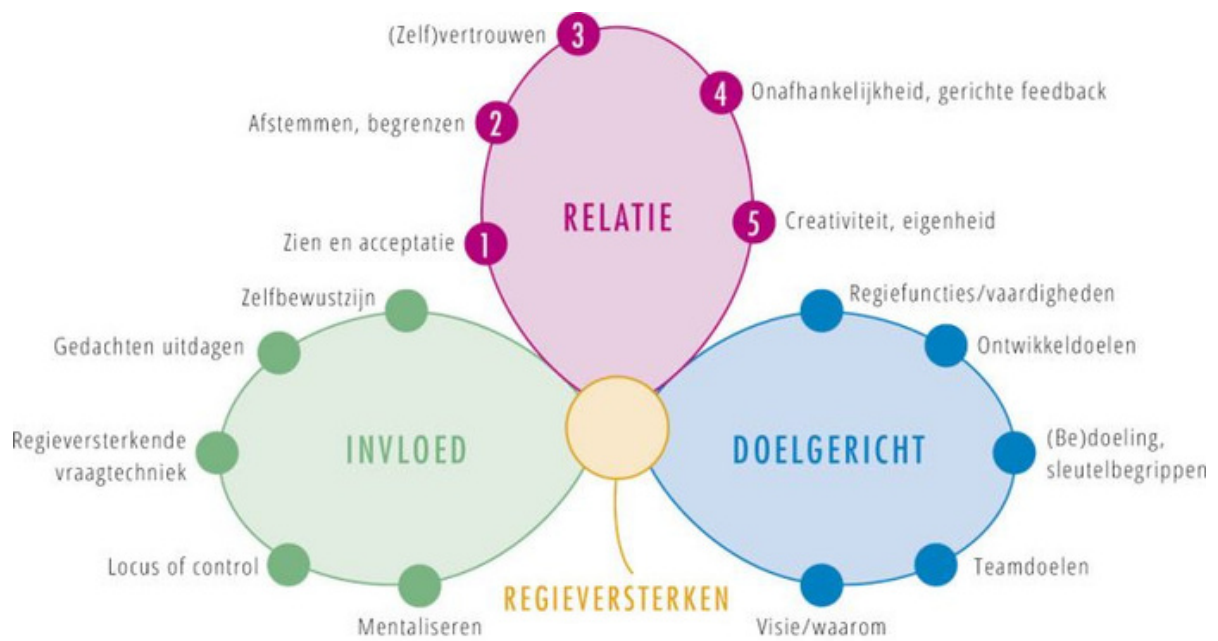 (Zelf)vertrouwen
3
4
Onafhankelijkheid, gerichte feedback
Afstemmen, begrenzen
2
RELATIE
5
Creativiteit, eigenheid
Zien en acceptatie
1
Zelfbewustzijn
Gedachten uitdagen
Regieversterkende
vraagtechniek
INVLOED
Locus of control
Mentaliseren
Regiefuncties/vaardigheden
Ontwikkeldoelen
DOELGERICHT
(Be)doeling,
sleutelbegrippen
Teamdoelen
Visie/waarom
REGIEVERSTERKEN